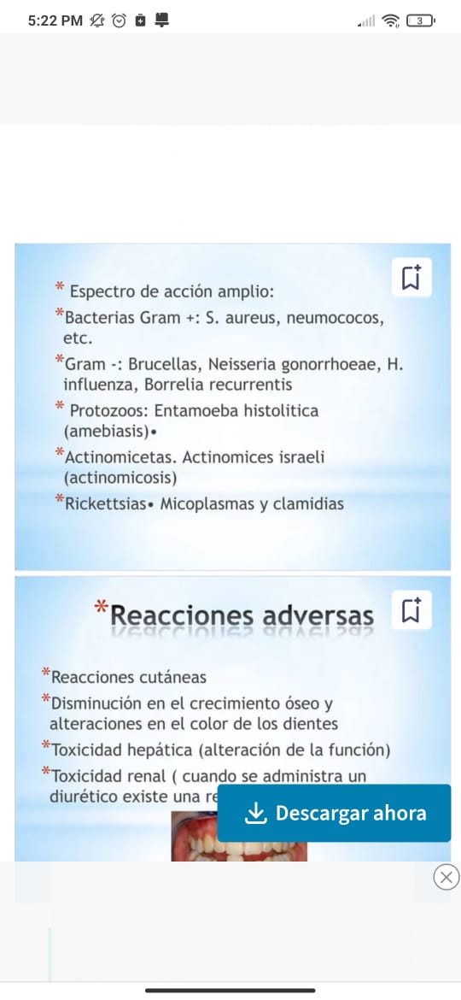 5:22 PM
3
* Espectro de acción amplio:
*Bacterias Gram +: S. aureus, neumococos,
etc.
*Gram -: Brucellas, Neisseria gonorrhoeae, H.
influenza, Borrelia recurrentis
* Protozoos: Entamoeba histolitica
(amebiasis)•
*Actinomicetas. Actinomices israeli
(actinomicosis)
*Rickettsias• Micoplasmas y clamidias
*Reacciones adversas
*Reacciones cutáneas
*Disminución en el crecimiento óseo y
alteraciones en el color de los dientes
*Toxicidad hepática (alteración de la función)
*Toxicidad renal ( cuando se administra un
diurético existe una
Descargar ahora